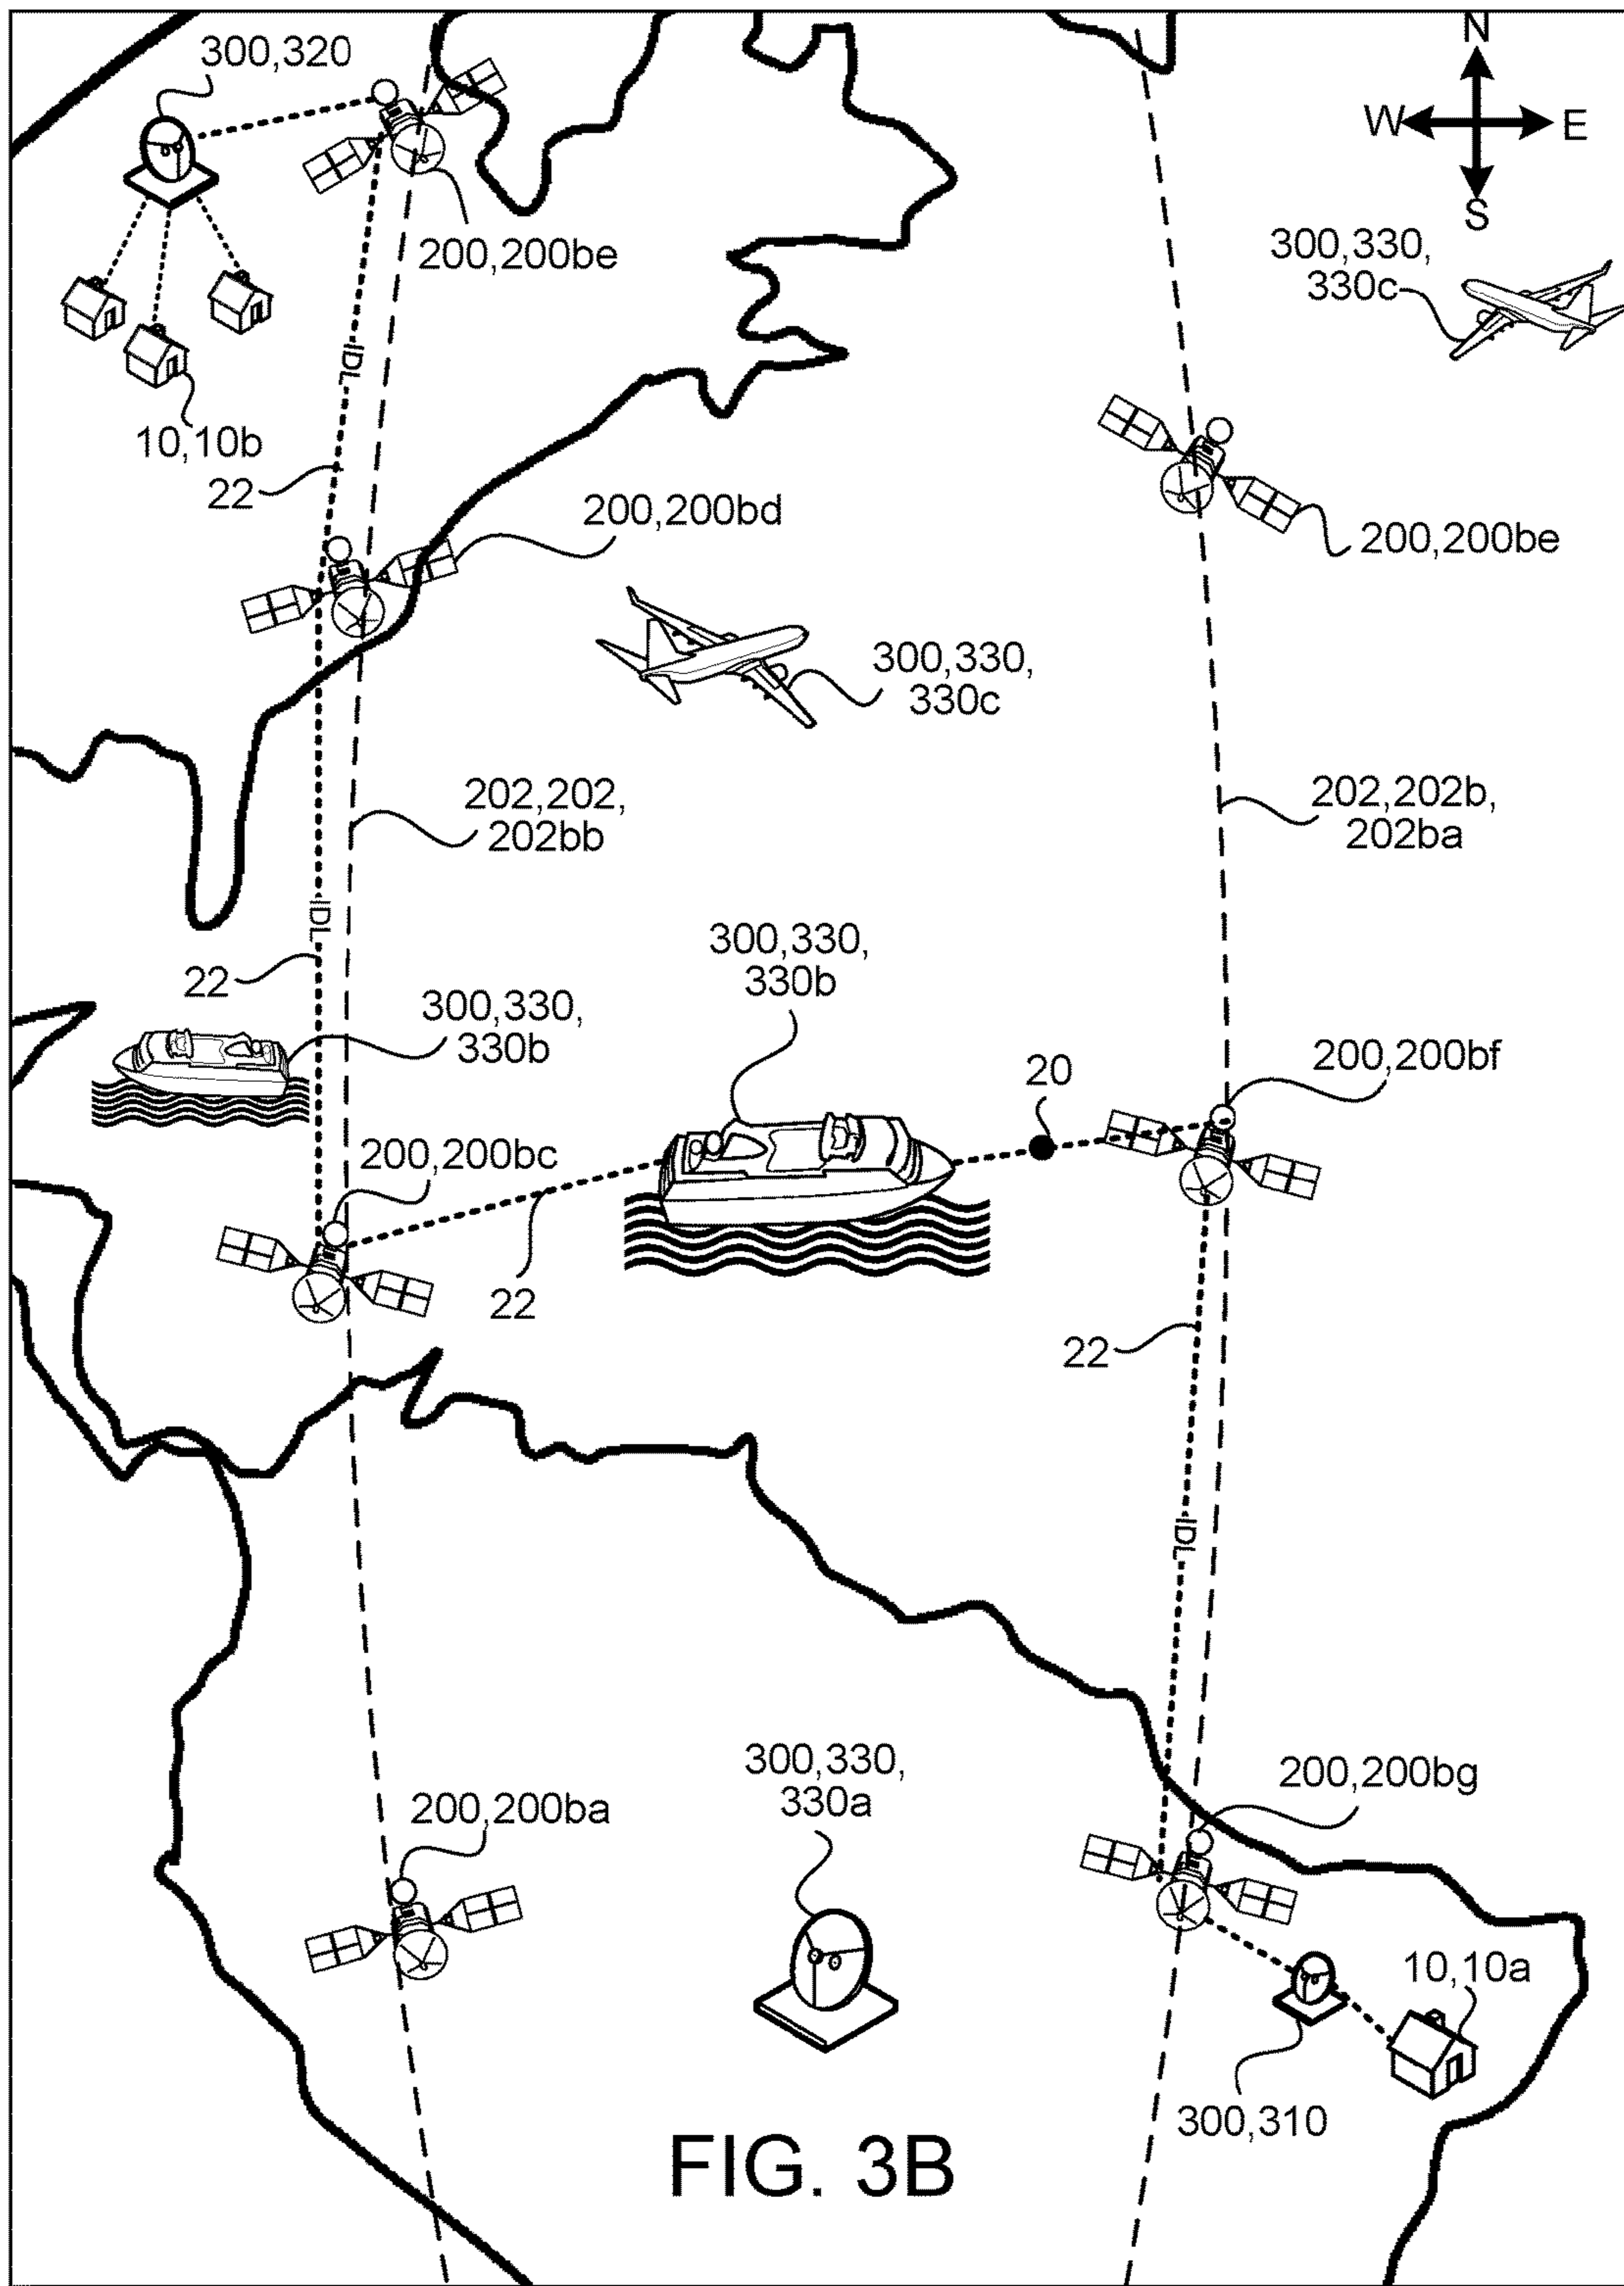 300,320
N
W
E
S
200,200be
300,330,
330c
10,10b
IDL
22
200,200bd
200,200be
300,330,
330c
202,202,
202bb
202,202b,
202ba
IDL
22
300,330,
330b
300,330,
330b
20
200,200bf
200,200bc
22
22
IDL
200,200ba
300,330,
330a
200,200bg
10,10a
300,310
FIG. 3B